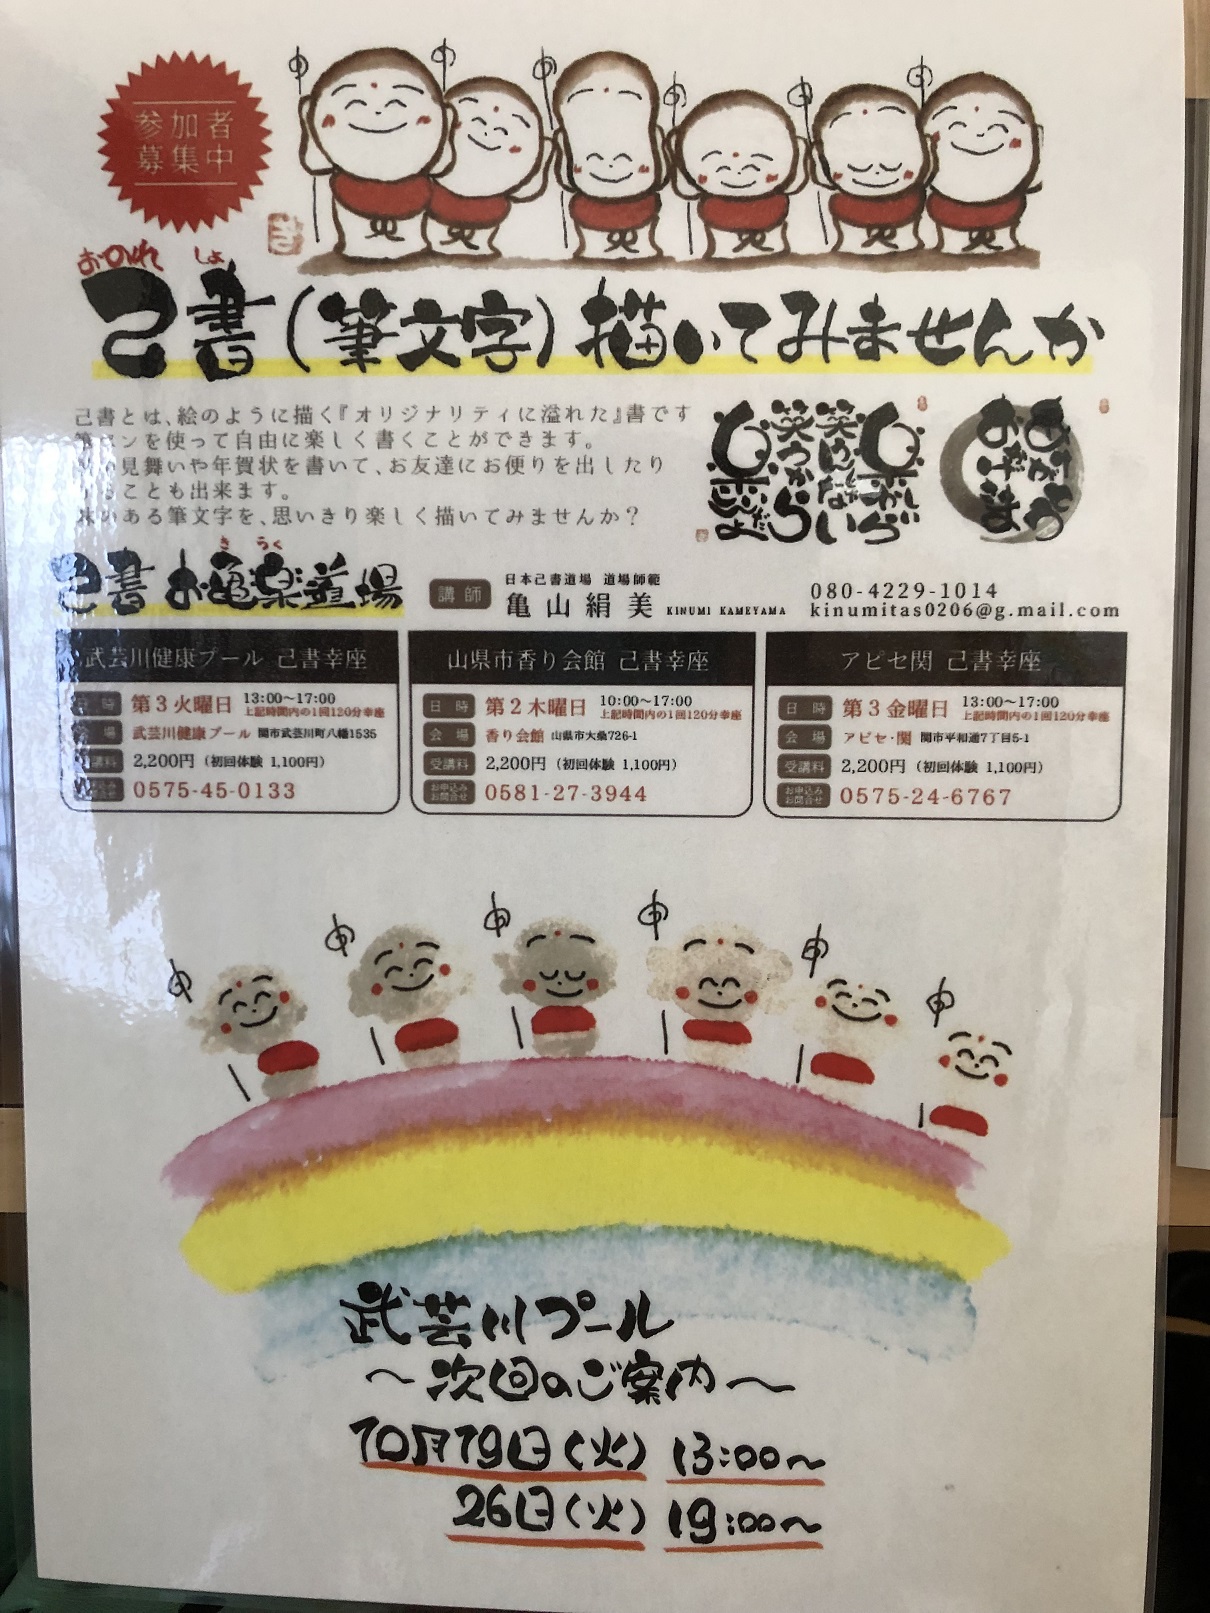 参加者
募集中
おのれ しょ
己書(筆文字)描いてみませんか
己書とは、絵のように描く『オリジナリティに溢れた』書です
筆ペンを使って自由に楽しく書くことができます。
見舞いや年賀状を書いて、お友達にお便りを出したり
ことも出来ます。
のある筆文字を、思いきり楽しく描いてみませんか?
きらく
己書 お亀楽道場
講師
日本己書道場 道場師範
亀山絹美 KINUMI KAMEYAMA
080-4229-1014
kinumitas0206@g.mail.com
武芸川健康プール 己書幸座
日時 第3火曜日 13:00〜17:00
上記時間内の1回120分幸座
会場 武芸川健康プール 関市武芸川町八幡1535
受講料 2,200円(初回体験 1,100円)
0575-45-0133
山県市香り会館 己書幸座
日時 第2木曜日 10:00〜17:00
上記時間内の1回120分幸座
会場 香り会館 山県市大桑726-1
受講料 2,200円(初回体験 1,100円)
お申込み
お問合せ 0581-27-3944
アピセ関 己書幸座
日時 第3金曜日 13:00〜17:00
上記時間内の1回120分幸座
会場 アピセ・関 関市平和通7丁目5-1
受講料 2,200円(初回体験 1,100円)
お申込み
お問合せ 0575-24-6767
武芸川プール
〜次回のご案内〜
10月19日(火) 13:00〜
26日(火) 19:00〜